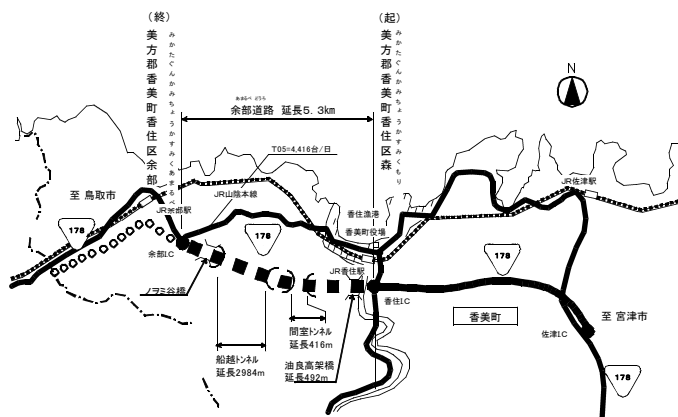 (終)
美方郡香美町香住区余部
みかたぐんかみちょうかすみくあまるべ
(起)
美方郡香美町香住区森
みかたぐんかみちょうかすみくもり
N
あまるべ どうろ
余部道路 延長5.3km
T05=4,416台/日
JR佐津駅
至 鳥取市
JR山陰本線
JR余部駅
香住漁港
香美町役場
178
178
178
余部I.C
JR香住駅
ノヲミ谷橋
香住I.C
香美町
至 宮津市
佐津I.C
間室トンネル
延長416m
船越トンネル
延長2984m
油良高架橋
延長492m
178